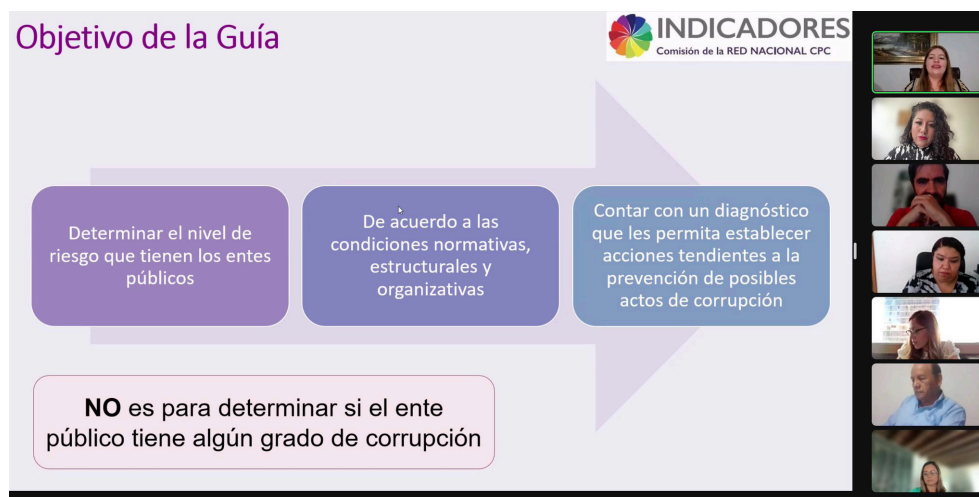 Objetivo de la Guía
INDICADORES
Comisión de la RED NACIONAL CPC
Determinar el nivel de
riesgo que tienen los entes
públicos
De acuerdo a las
condiciones normativas,
estructurales y
organizativas
Contar con un diagnóstico
que les permita establecer
acciones tendientes a la
prevención de posibles
actos de corrupción
NO es para determinar si el ente
público tiene algún grado de corrupción